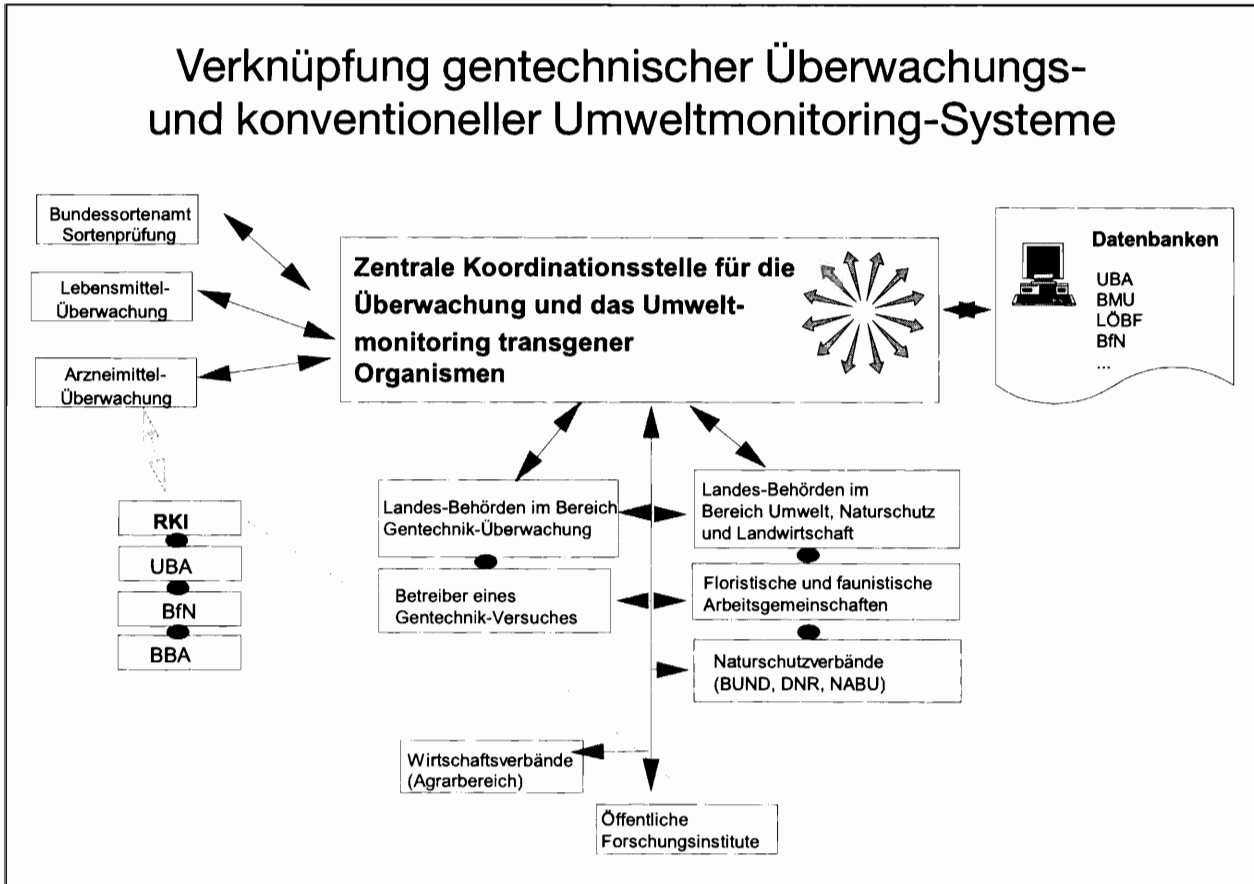 Verknüpfung gentechnischer Überwachungs-
und konventioneller Umweltmonitoring-Systeme
Bundessortenamt
Sortenprüfung
Lebensmittel-
Überwachung
Arzneimittel-
Überwachung
Zentrale Koordinationsstelle für die
Überwachung und das Umwelt-
monitoring transgener
Organismen
Datenbanken
UBA
BMU
LÖBF
BfN
...
RKI
UBA
BfN
BBA
Landes-Behörden im Bereich
Gentechnik-Überwachung
Betreiber eines
Gentechnik-Versuches
Landes-Behörden im
Bereich Umwelt, Naturschutz
und Landwirtschaft
Floristische und faunistische
Arbeitsgemeinschaften
Naturschutzverbände
(BUND, DNR, NABU)
Wirtschaftsverbände
(Agrarbereich)
Öffentliche
Forschungsinstitute